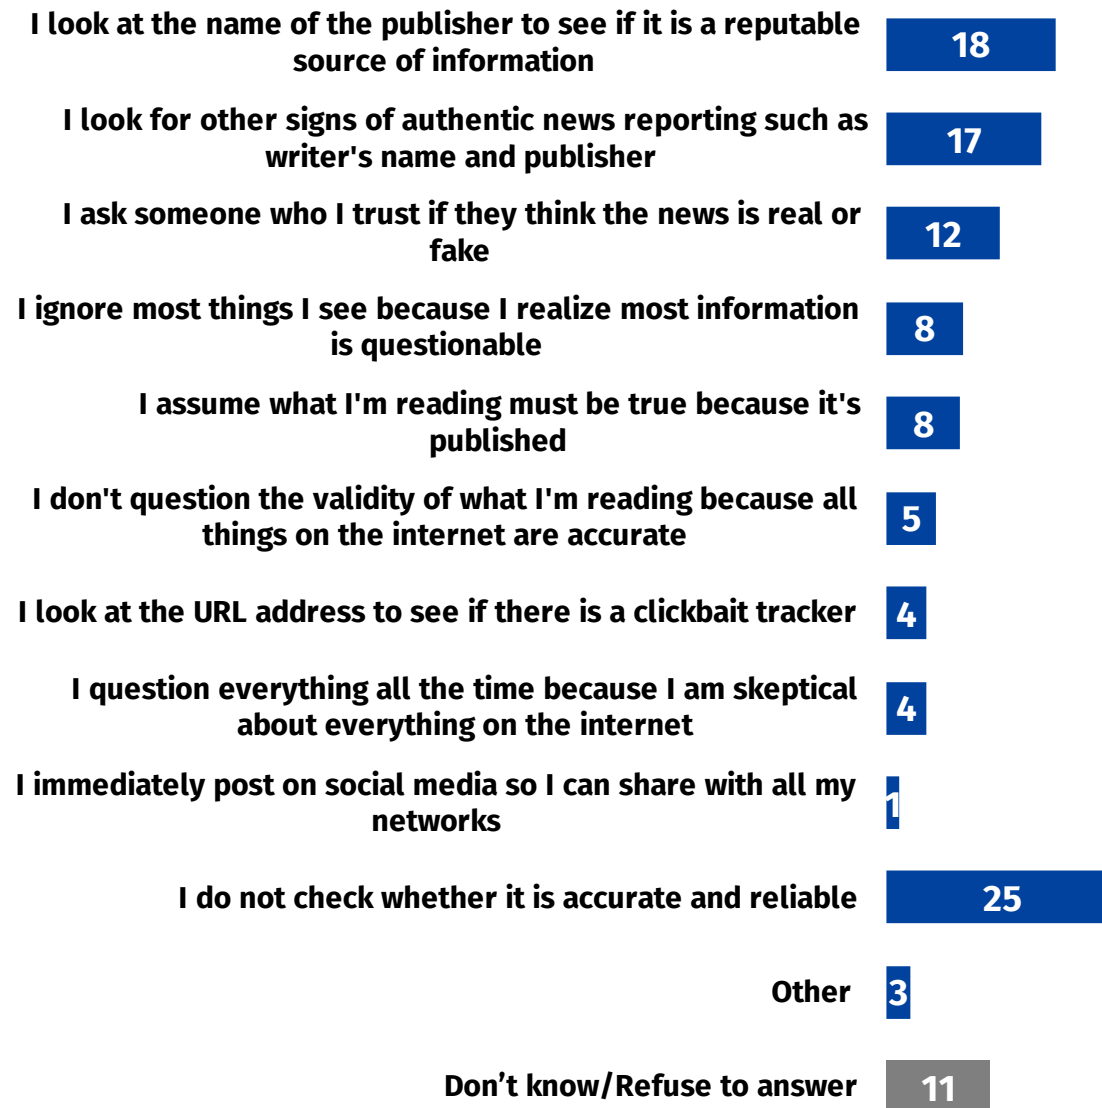 I look at the name of the publisher to see if it is a reputable
source of information
18
I look for other signs of authentic news reporting such as
writer's name and publisher
17
I ask someone who I trust if they think the news is real or
fake
12
I ignore most things I see because I realize most information
is questionable
8
I assume what I'm reading must be true because it's
published
8
I don't question the validity of what I'm reading because all
things on the internet are accurate
5
I look at the URL address to see if there is a clickbait tracker
4
I question everything all the time because I am skeptical
about everything on the internet
4
I immediately post on social media so I can share with all my
networks
1
I do not check whether it is accurate and reliable
25
Other
3
Don’t know/Refuse to answer
11